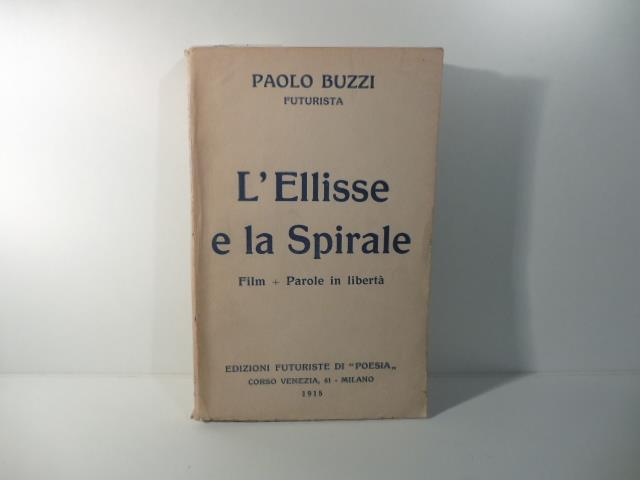 PAOLO BUZZI
FUTURISTA
L'Ellisse
e la Spirale
Film + Parole in libertà
EDIZIONI FUTURISTE DI "POESIA„
CORSO VENEZIA, 61 - MILANO
1915